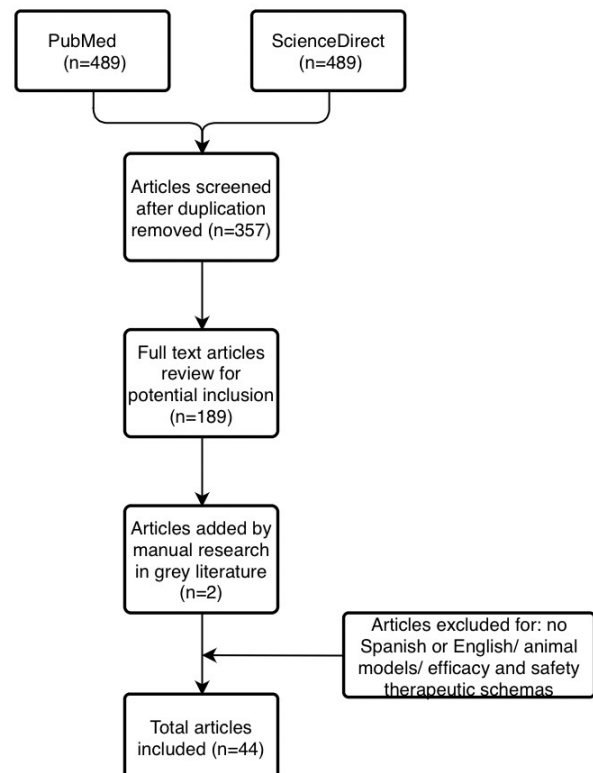 PubMed
(n=489)
ScienceDirect
(n=489)
Articles screened
after duplication
removed (n=357)
Full text articles
review for
potential inclusion
(n=189)
Articles added by
manual research
in grey literature
(n=2)
Articles excluded for: no
Spanish or English/ animal
models/ efficacy and safety
therapeutic schemas
Total articles
included (n=44)